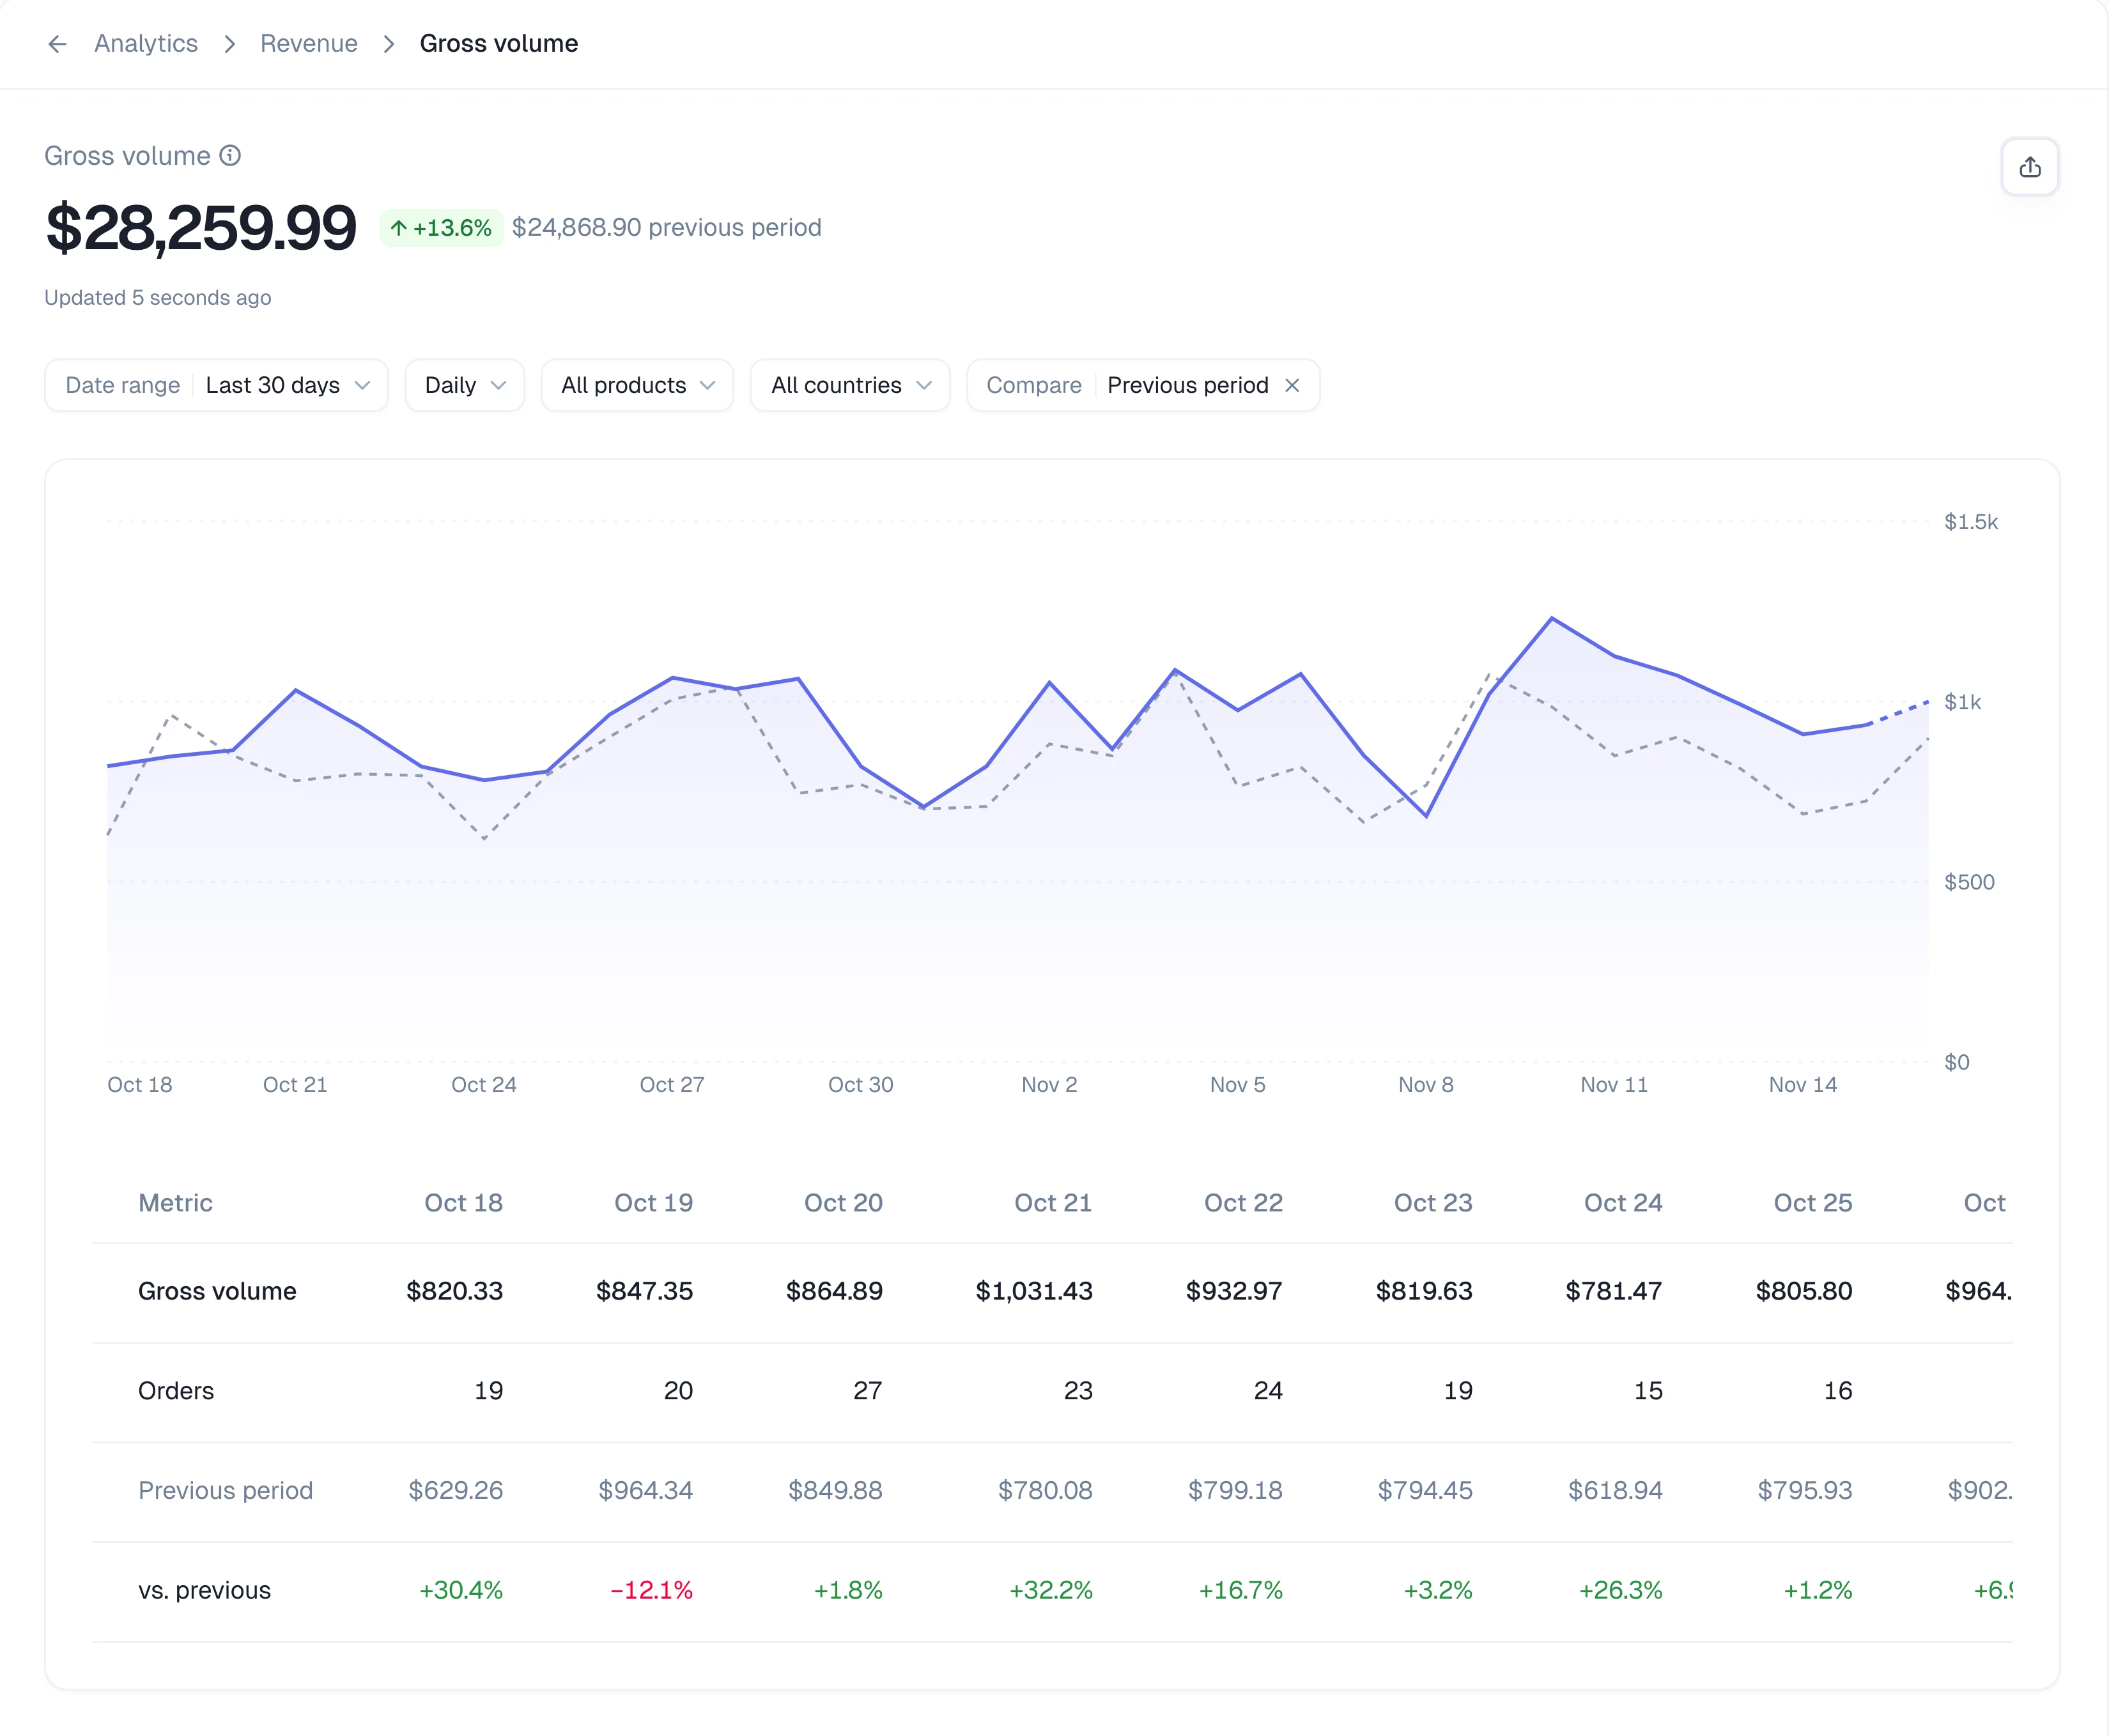 Analytics Revenue Gross volume
Gross volume
$28,259.99 +13.6% $24,868.90 previous period
Updated 5 seconds ago
Date range Last 30 days Daily All products All countries Compare Previous period
$1.5k
$1k
$500
$0
Oct 18 Oct 21 Oct 24 Oct 27 Oct 30 Nov 2 Nov 5 Nov 8 Nov 11 Nov 14
Metric Oct 18 Oct 19 Oct 20 Oct 21 Oct 22 Oct 23 Oct 24 Oct 25 Oct
Gross volume $820.33 $847.35 $864.89 $1,031.43 $932.97 $819.63 $781.47 $805.80 $964.
Orders 19 20 27 23 24 19 15 16
Previous period $629.26 $964.34 $849.88 $780.08 $799.18 $794.45 $618.94 $795.93 $902.
vs. previous +30.4% −12.1% +1.8% +32.2% +16.7% +3.2% +26.3% +1.2% +6.